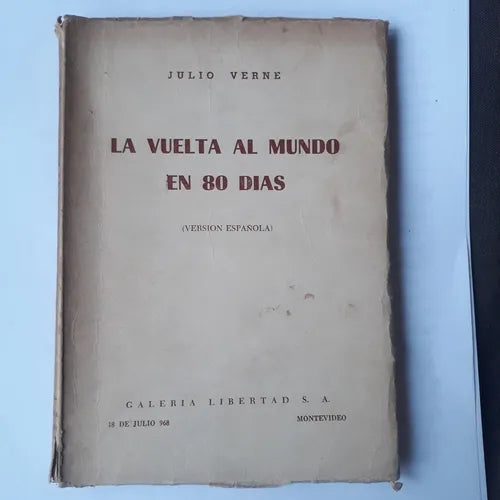 JULIO VERNE
LA VUELTA AL MUNDO
EN 80 DIAS
(VERSION ESPAÑOLA)
GALERIA LIBERTAD S. A.
18 DE JULIO 968 MONTEVIDEO